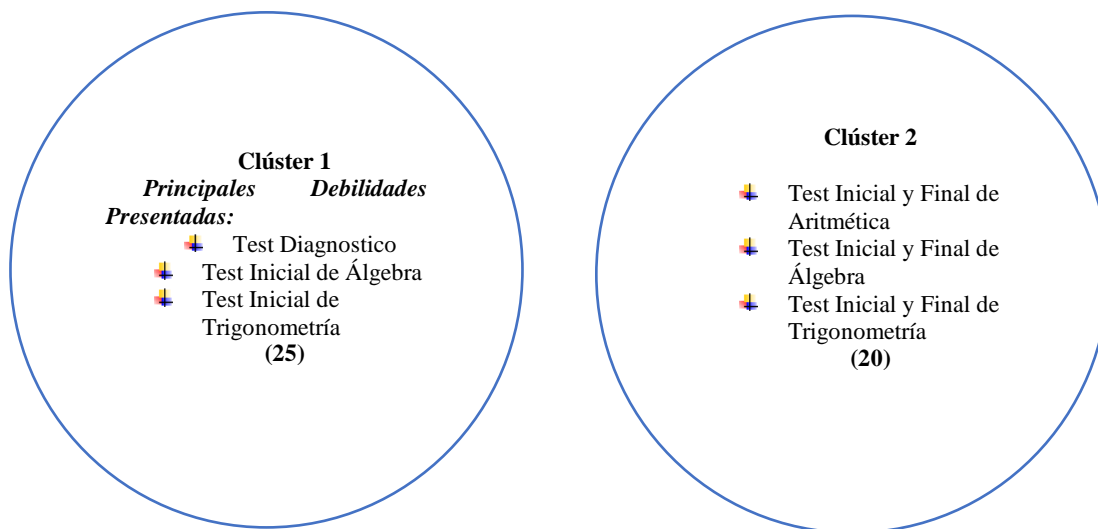 Clúster 1
Principales Debilidades
Presentadas:
Test Diagnostico
Test Inicial de Álgebra
Test Inicial de
Trigonometría
(25)
Clúster 2
Test Inicial y Final de
Aritmética
Test Inicial y Final de
Álgebra
Test Inicial y Final de
Trigonometría
(20)